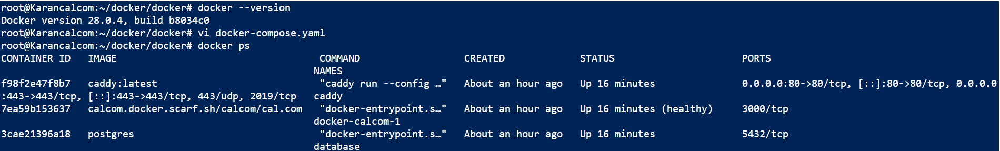 root@Karancalcom:~/docker/docker# docker --version
Docker version 28.0.4, build b8034c0
root@Karancalcom:~/docker/docker# vi docker-compose.yaml
root@Karancalcom:~/docker/docker# docker ps
CONTAINER ID   IMAGE                                   COMMAND                  CREATED             STATUS                      PORTS
                                                      NAMES
f98f2e47f8b7   caddy:latest                            "caddy run --config …"   About an hour ago   Up 16 minutes               0.0.0.0:80->80/tcp, [::]:80->80/tcp, 0.0.0.0
:443->443/tcp, [::]:443->443/tcp, 443/udp, 2019/tcp   caddy
7ea59b153637   calcom.docker.scarf.sh/calcom/cal.com   "docker-entrypoint.s…"   About an hour ago   Up 16 minutes (healthy)     3000/tcp
                                                      docker-calcom-1
3cae21396a18   postgres                                "docker-entrypoint.s…"   About an hour ago   Up 16 minutes               5432/tcp
                                                      database